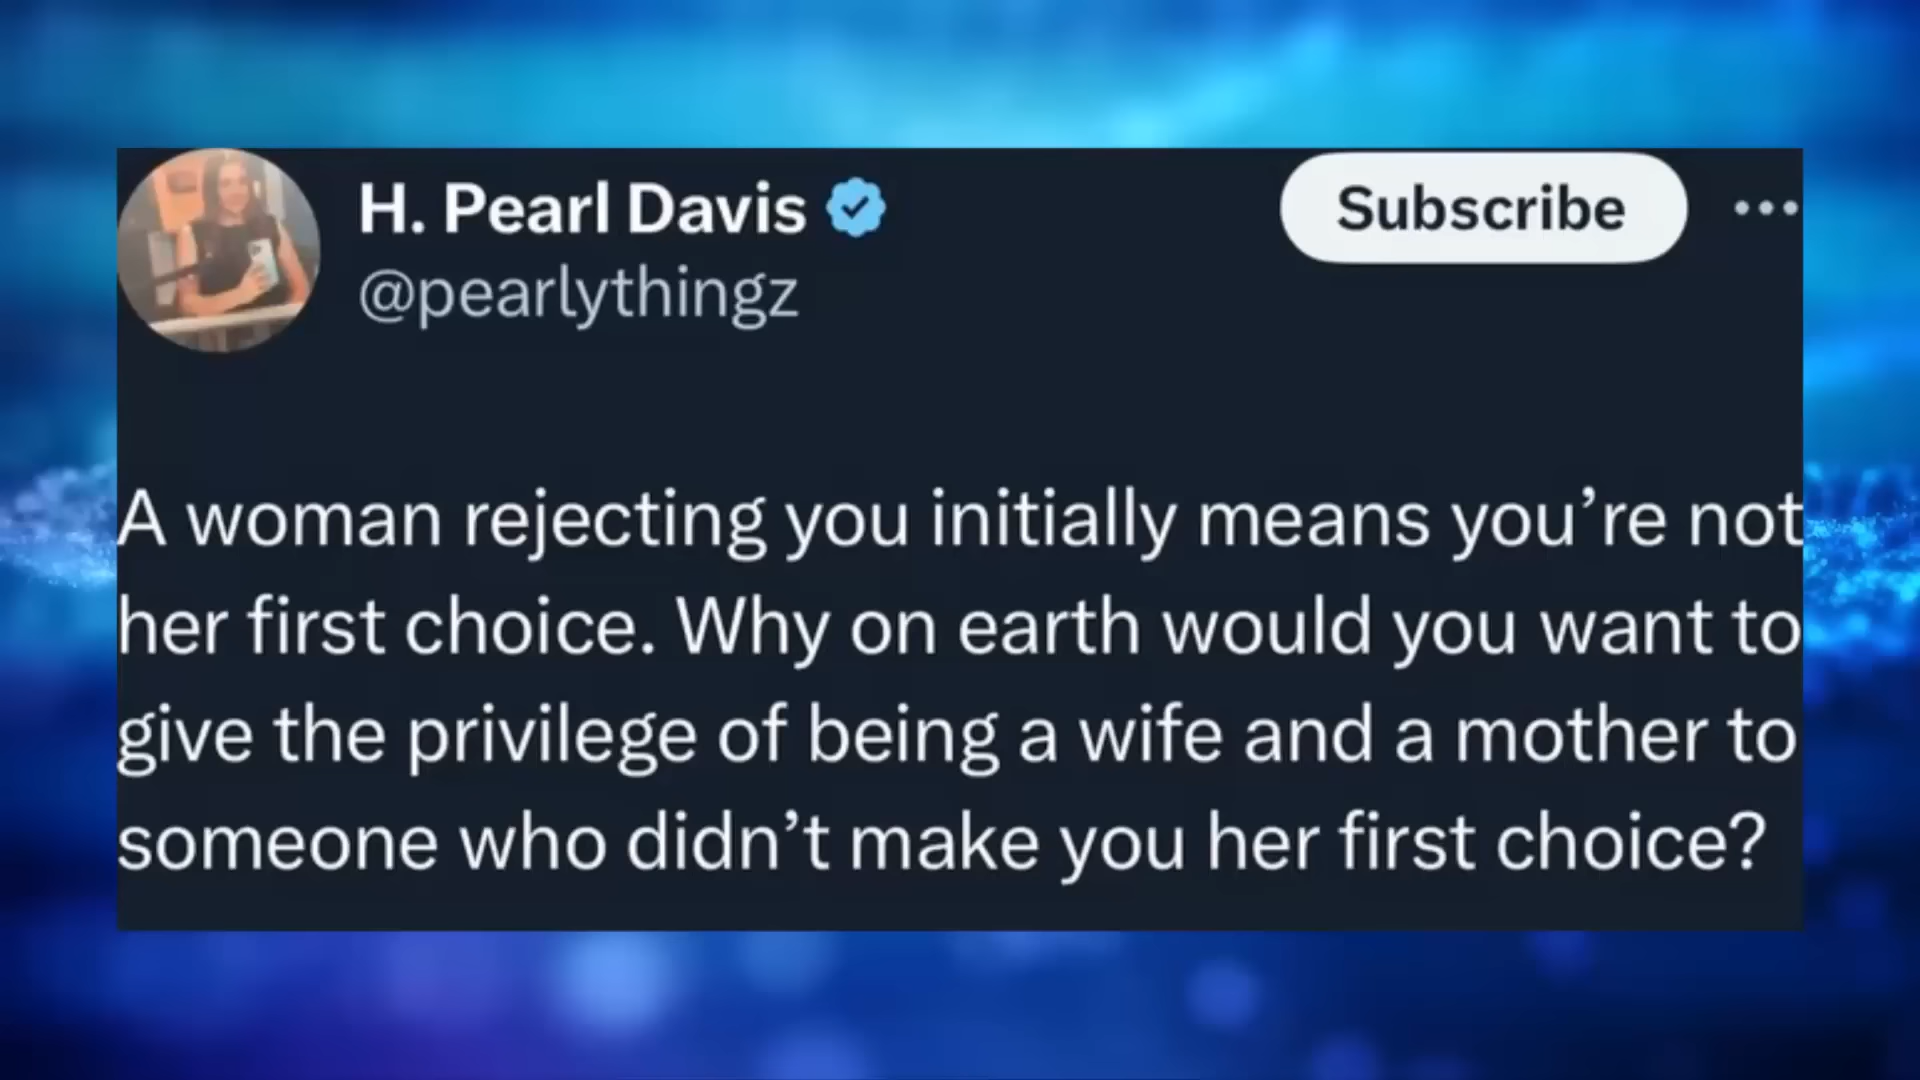 H. Pearl Davis
Subscribe
@pearlythingz
A woman rejecting you initially means you’re not
her first choice. Why on earth would you want to
give the privilege of being a wife and a mother to
someone who didn’t make you her first choice?